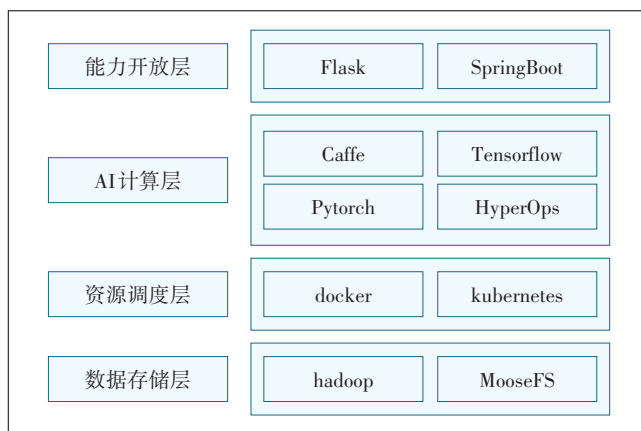 能力开放层
Flask
SpringBoot
AI计算层
Caffe
Tensorflow
Pytorch
HyperOps
资源调度层
docker
kubernetes
数据存储层
hadoop
MooseFS